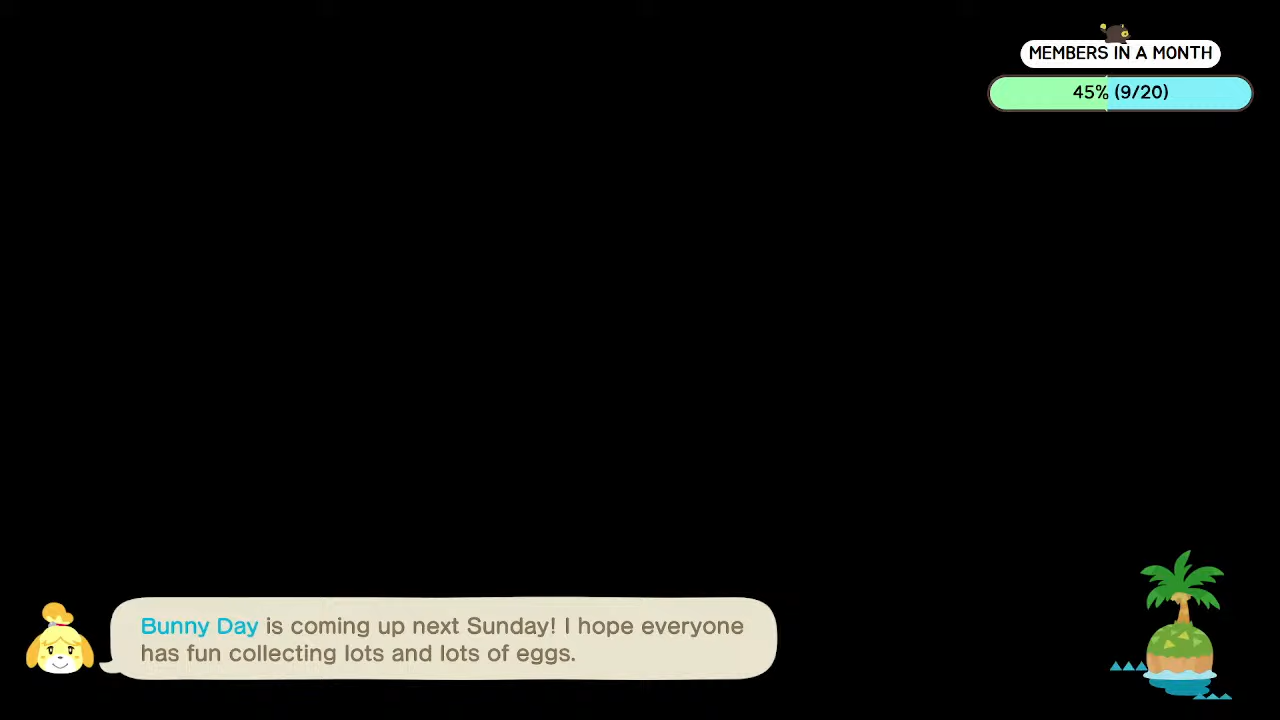 MEMBERS IN A MONTH
45% (9/20)
Bunny Day is coming up next Sunday! I hope everyone
has fun collecting lots and lots of eggs.